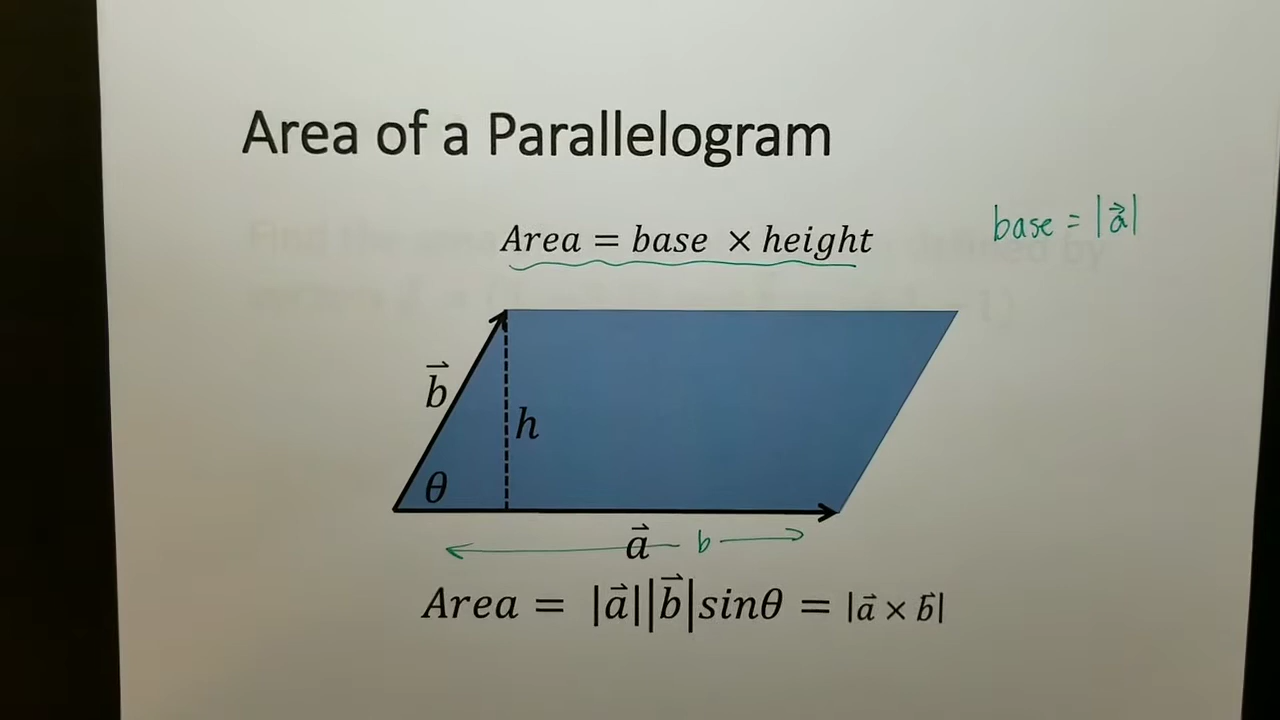 Area of a Parallelogram
base = |a⃗|
Area = base × height
b⃗
h
θ
a⃗ b
Area = |a⃗||b⃗|sinθ = |a⃗ × b⃗|